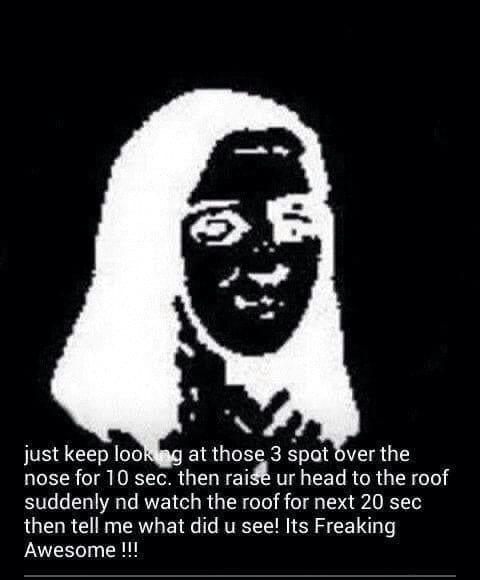 just keep looking at those 3 spot over the
nose for 10 sec. then raise ur head to the roof
suddenly nd watch the roof for next 20 sec
then tell me what did u see! Its Freaking
Awesome !!!